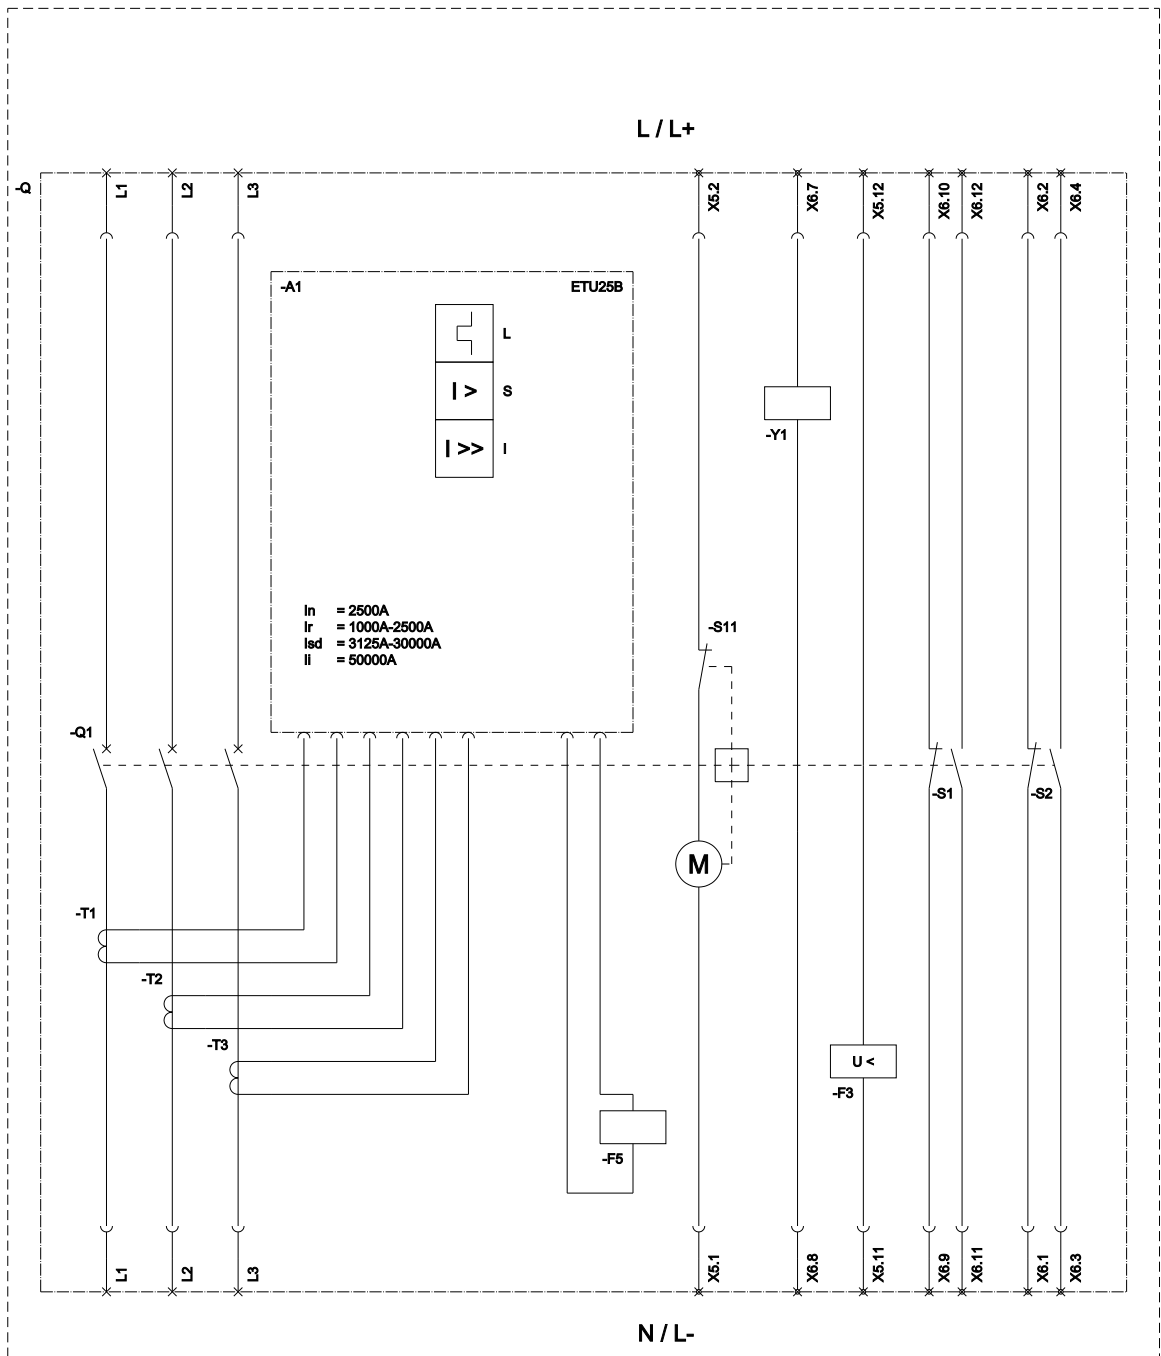 L / L+
-Q
L1
L2
L3
X5.2
X6.7
X5.12
X6.10
X6.12
X6.2
X6.4
-A1
ETU25B
L
I >
S
I >>
I
-Y1
In = 2500A
Ir = 1000A-2500A
Isd = 3125A-30000A
Ii = 50000A
-S11
-Q1
-S1
-S2
M
-T1
-T2
-T3
U <
-F3
-F5
L1
L2
L3
X5.1
X6.8
X5.11
X6.9
X6.11
X6.1
X6.3
N / L-